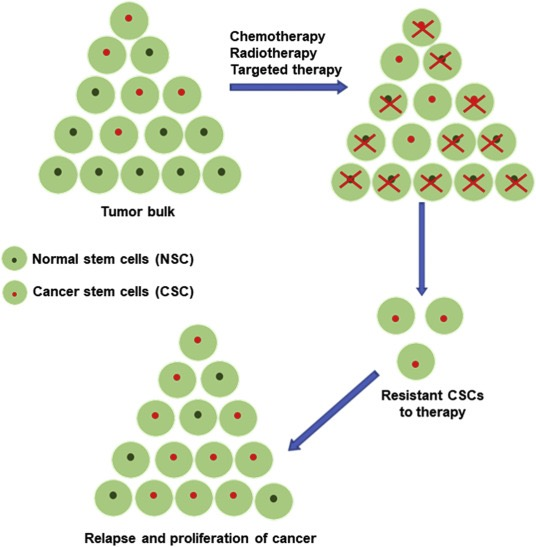 Chemotherapy
Radiotherapy
Targeted therapy
Tumor bulk
Normal stem cells (NSC)
Cancer stem cells (CSC)
Resistant CSCs
to therapy
Relapse and proliferation of cancer